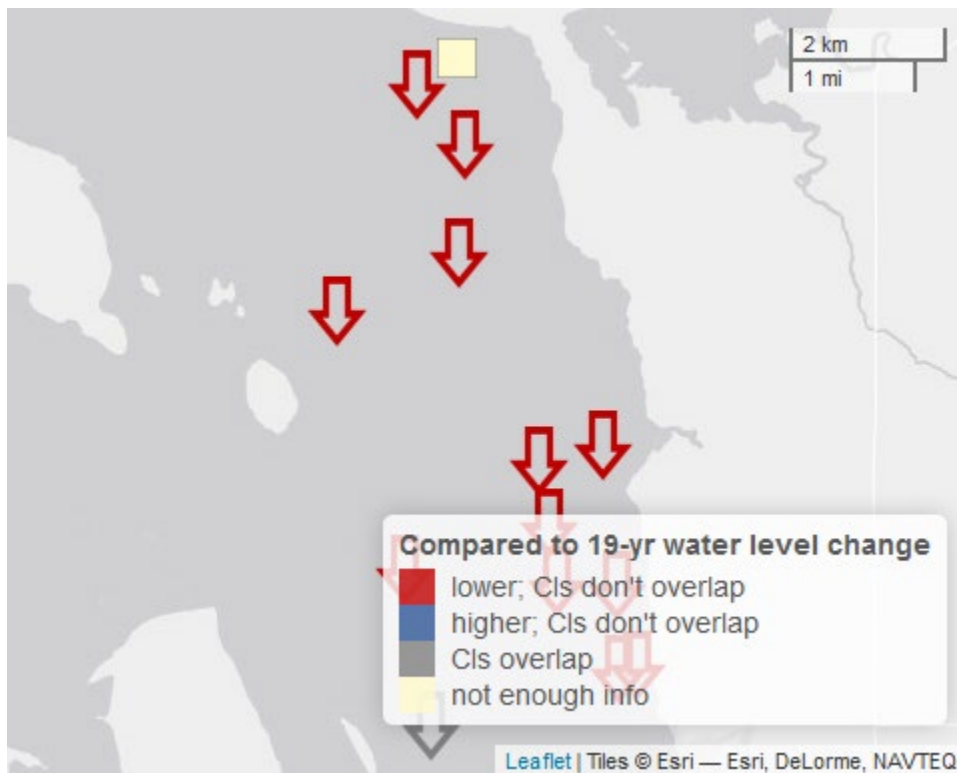 2 km
1 mi
Compared to 19-yr water level change
lower; CIs don't overlap
higher; CIs don't overlap
CIs overlap
not enough info
Leaflet | Tiles © Esri — Esri, DeLorme, NAVTEQ